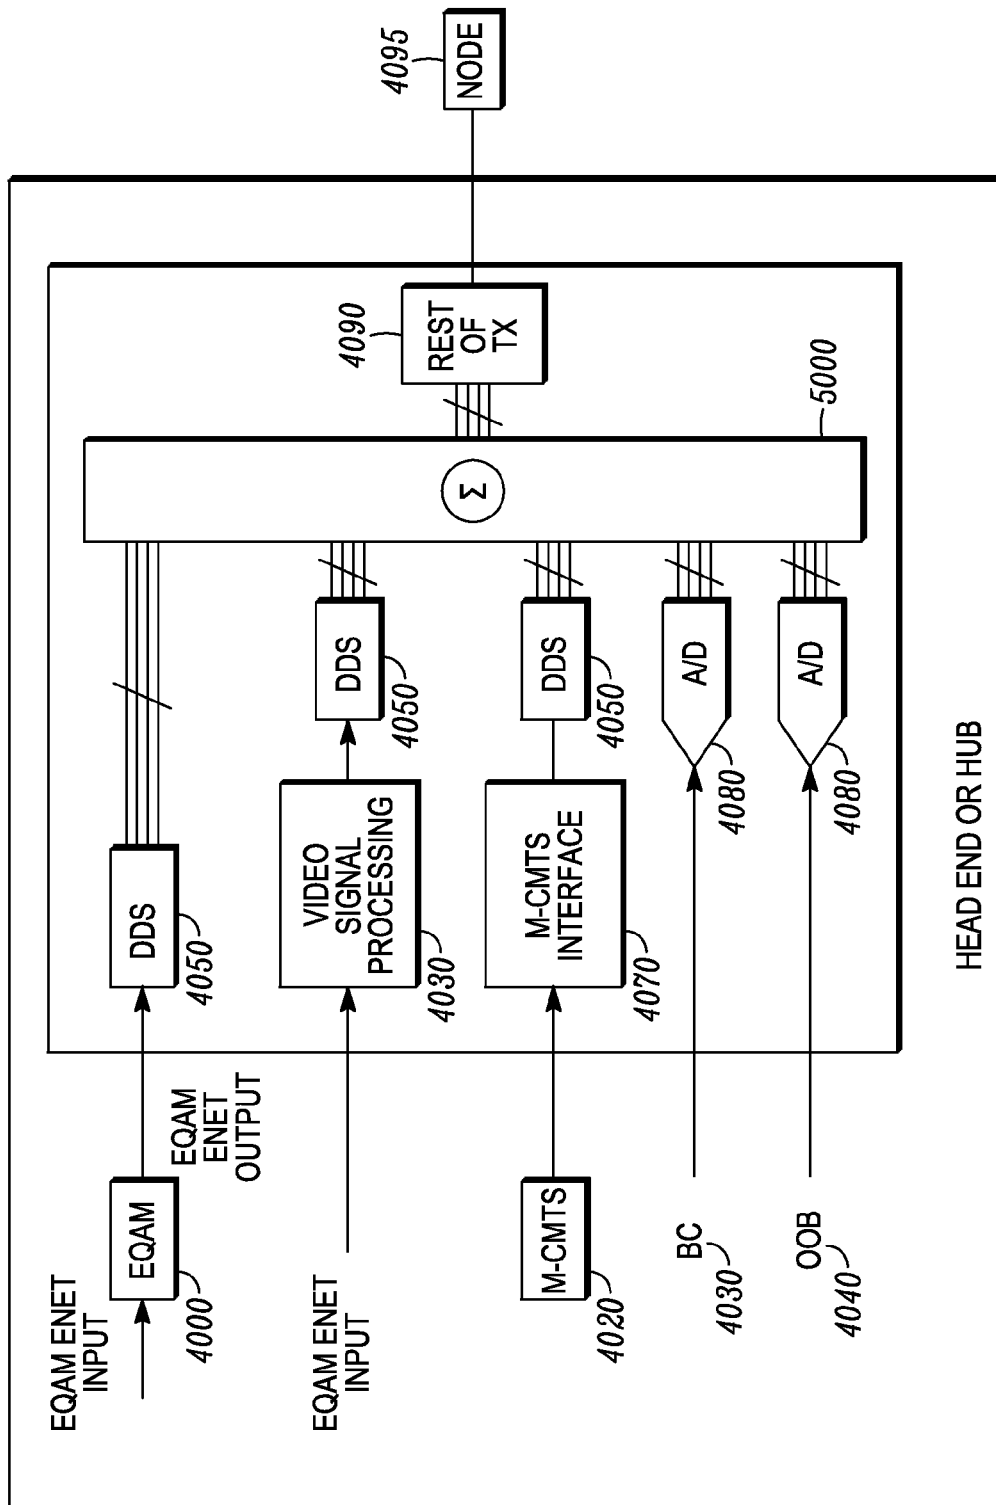 EQAM ENET
INPUT
EQAM
4000
EQAM
ENET
OUTPUT
DDS
4050
EQAM ENET
INPUT
VIDEO
SIGNAL
PROCESSING
4030
DDS
4050
M-CMTS
4020
M-CMTS
INTERFACE
4070
DDS
4050
BC
4030
A/D
4080
OOB
4040
A/D
4080
Σ
5000
REST
OF
TX
4090
NODE
4095
HEAD END OR HUB